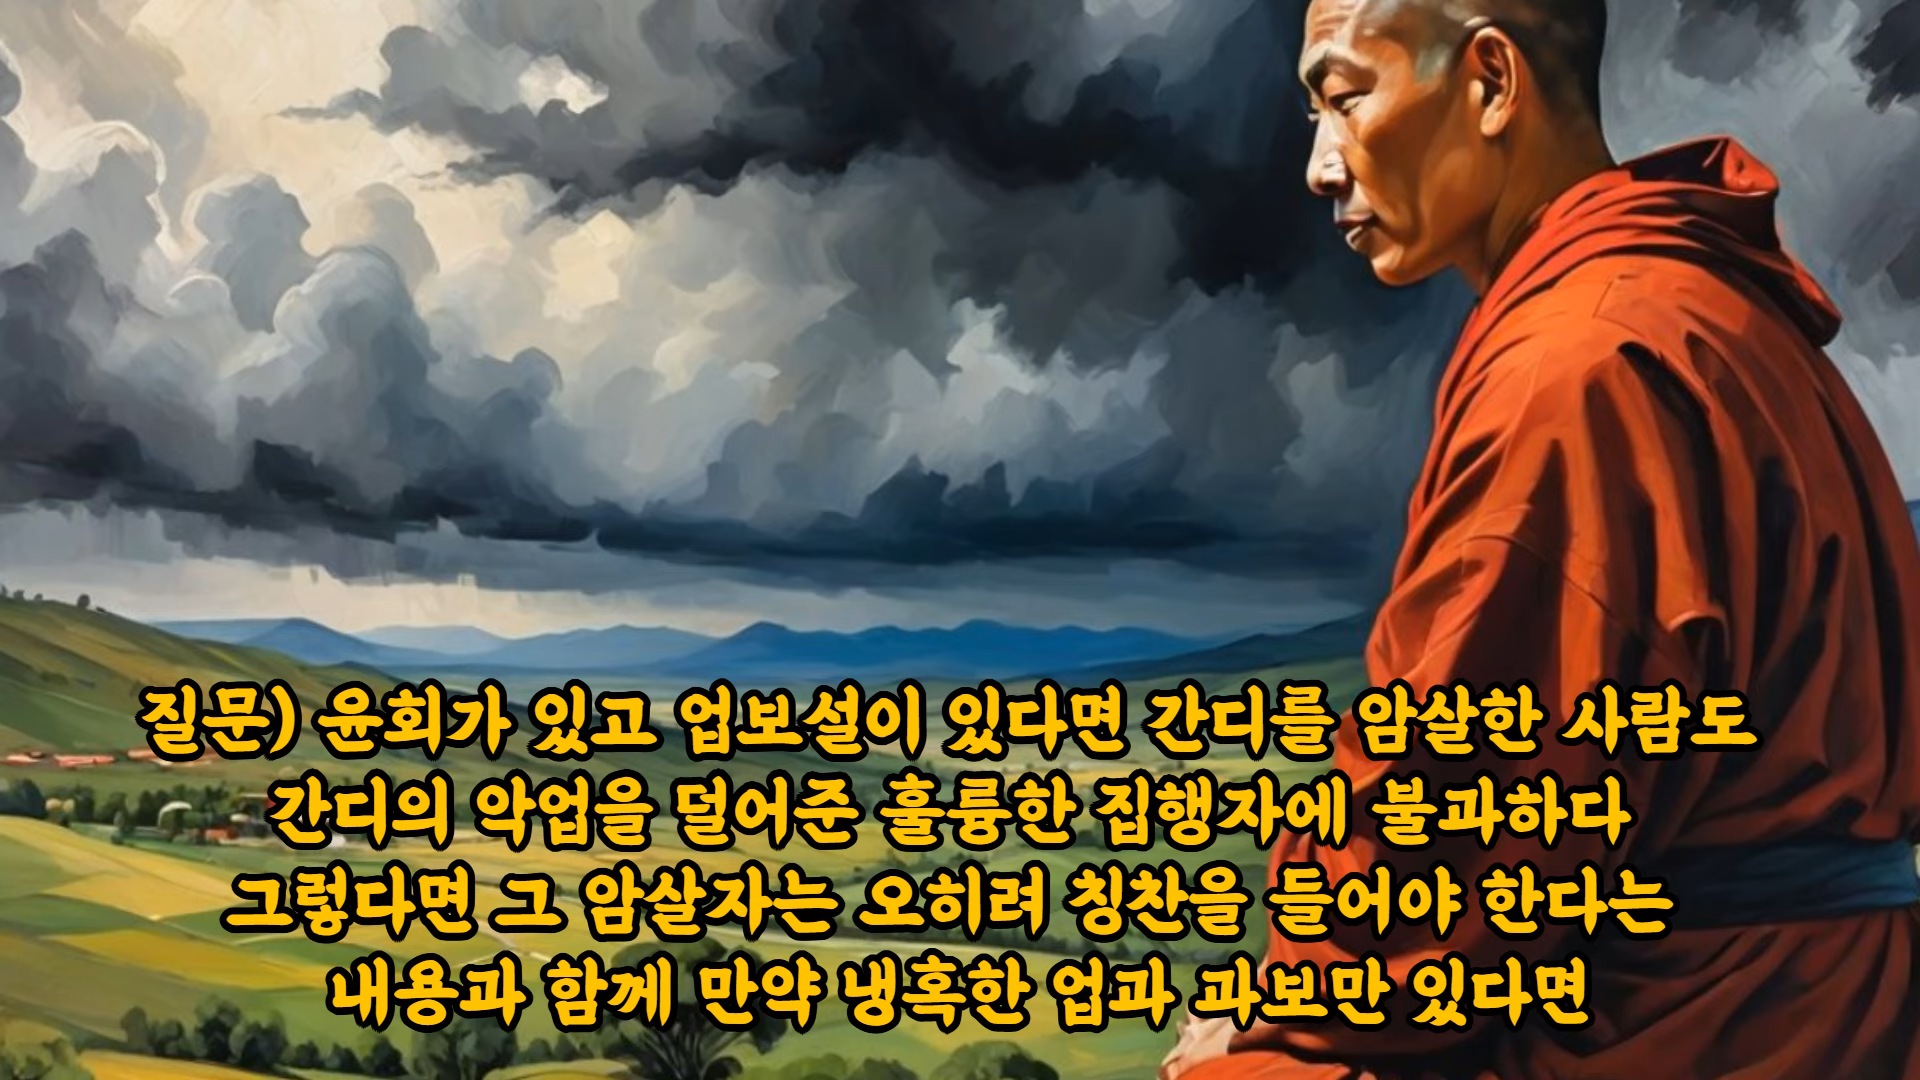 질문) 윤회가 있고 업보설이 있다면 간디를 암살한 사람도
간디의 악업을 덜어준 훌륭한 집행자에 불과하다
그렇다면 그 암살자는 오히려 칭찬을 들어야 한다는
내용과 함께 만약 냉혹한 업과 과보만 있다면